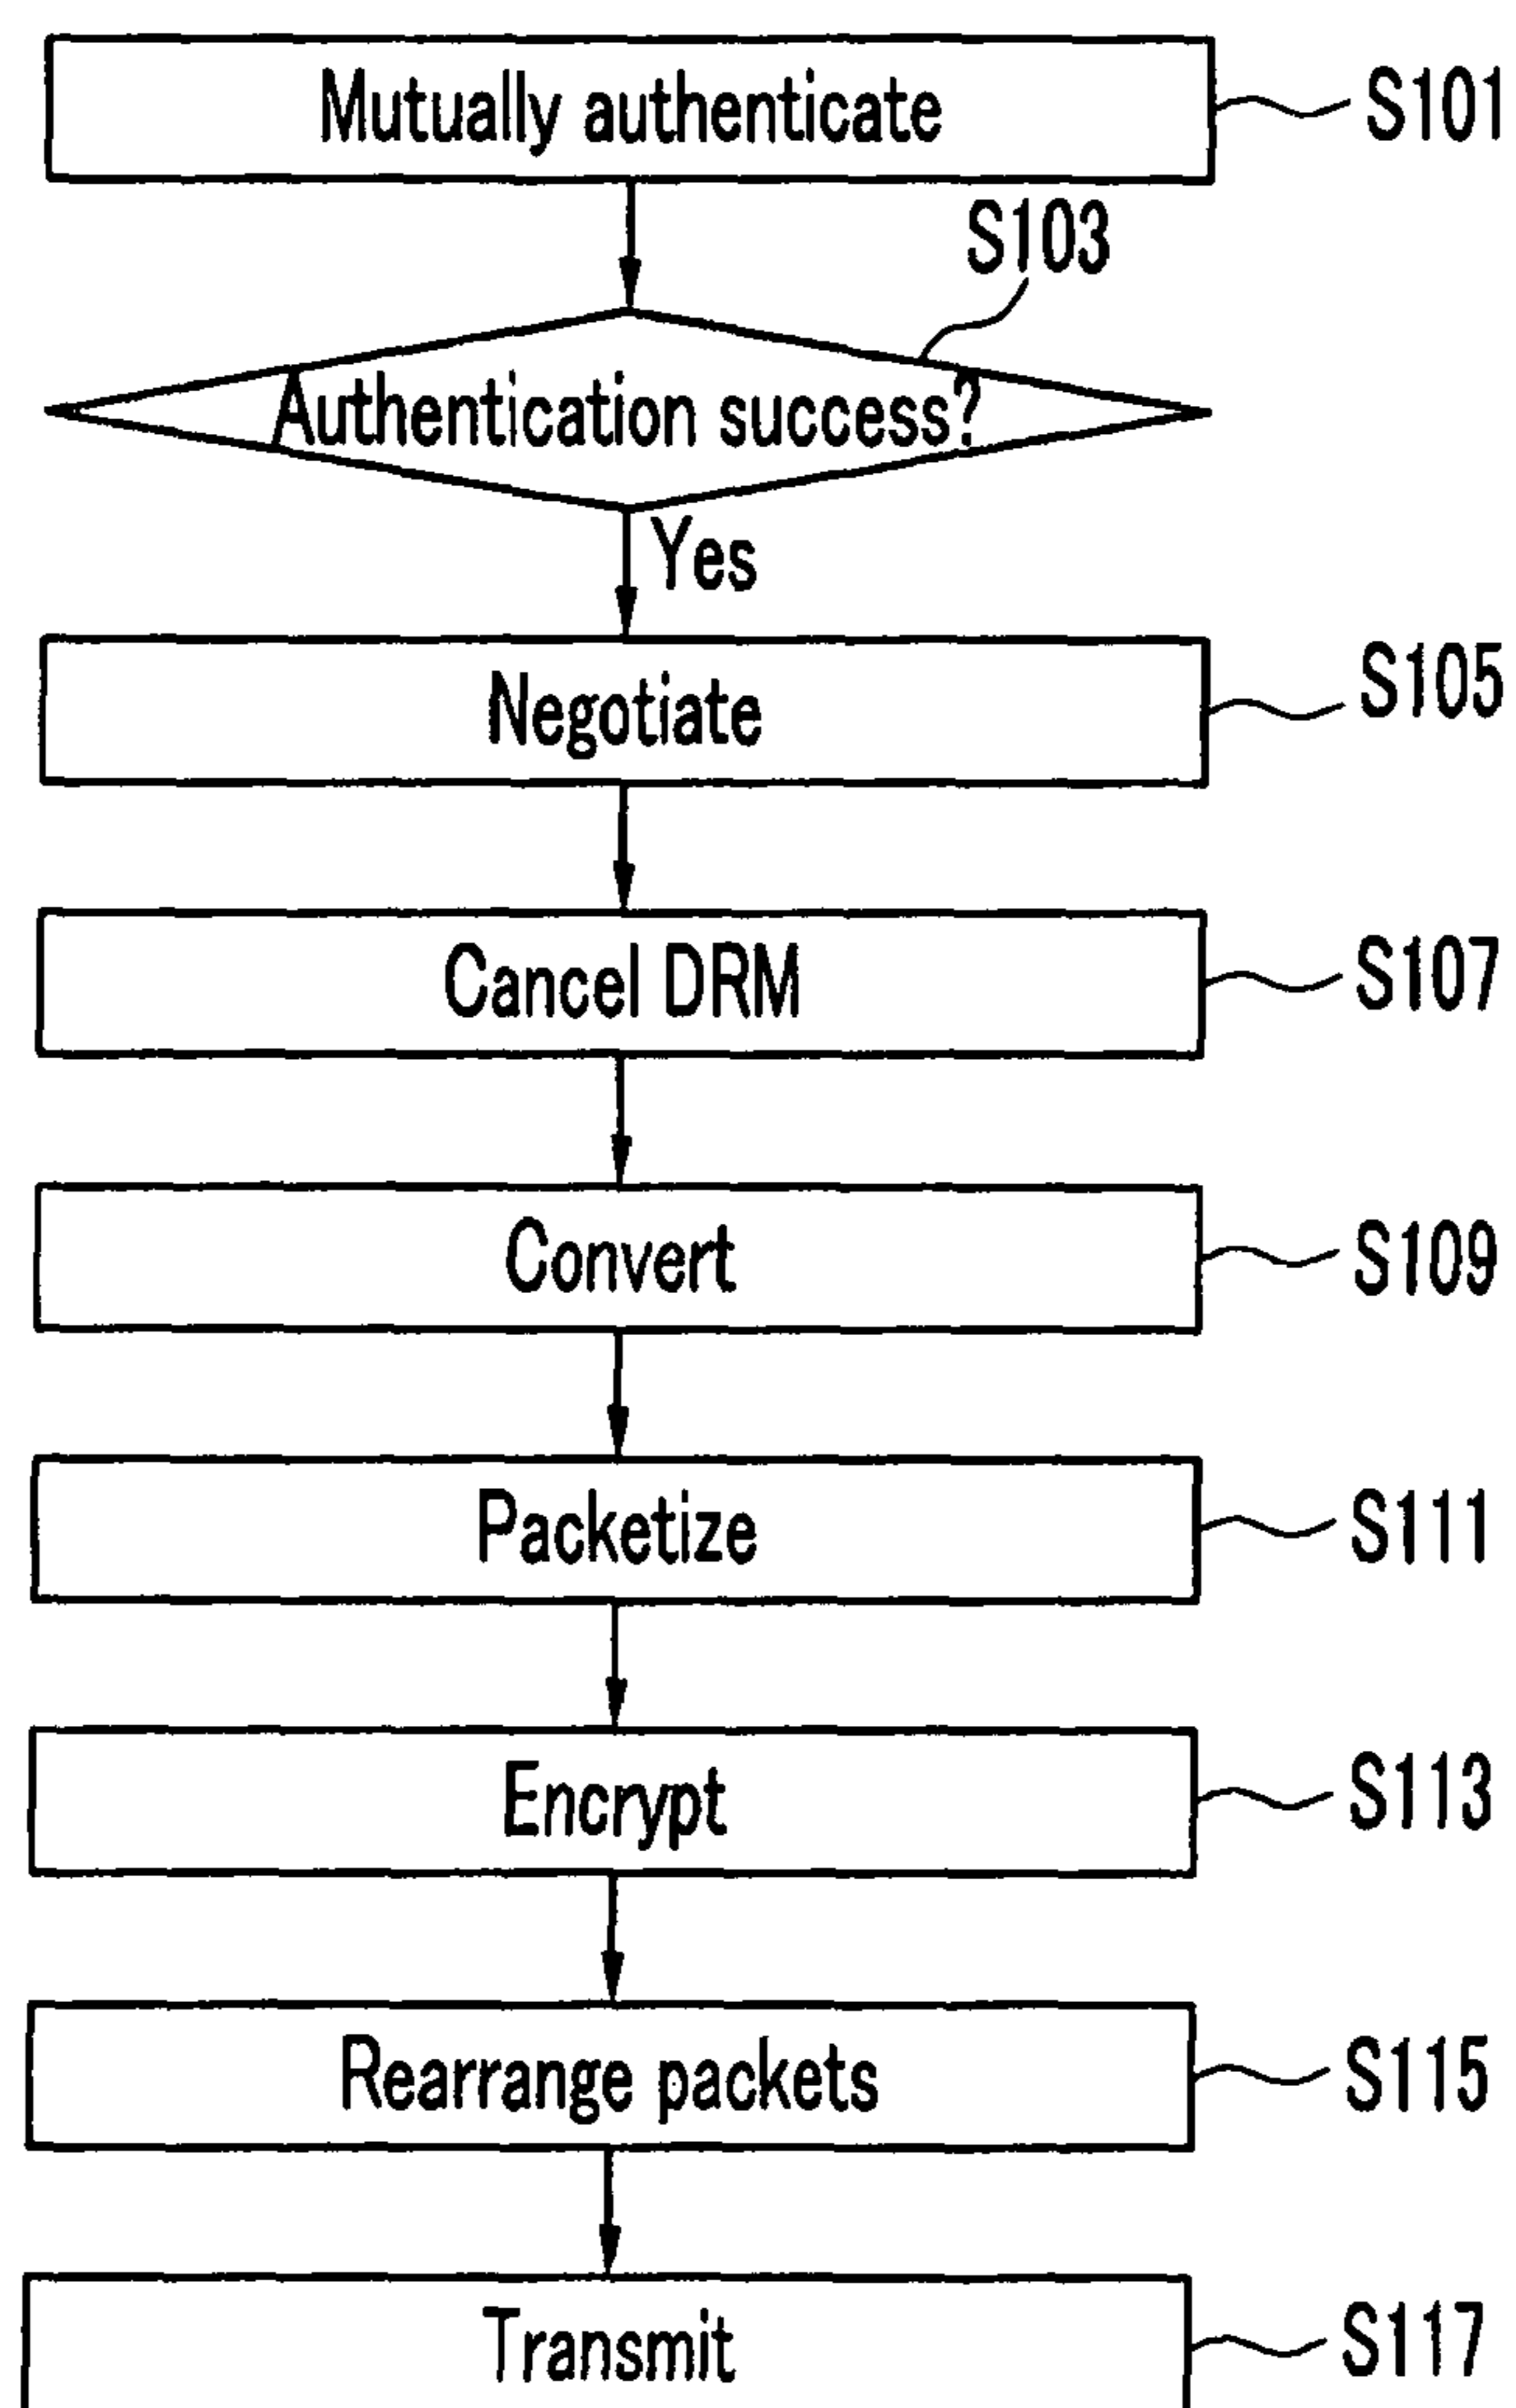 Mutually authenticate
S101
S103
Authentication success?
Yes
Negotiate
S105
Cancel DRM
S107
Convert
S109
Packetize
S111
Encrypt
S113
Rearrange packets
S115
Transmit
S117